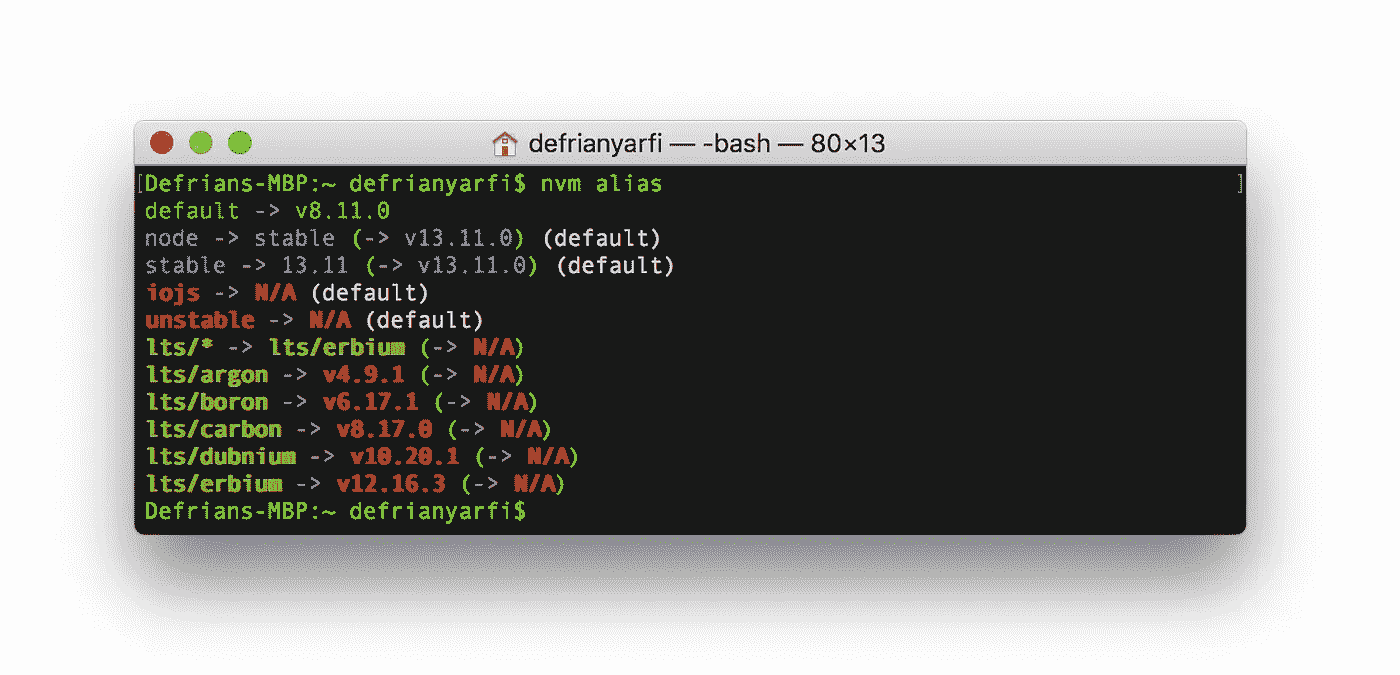 defrianyarfi — -bash — 80×13
[Defrians-MBP:~ defrianyarfi$ nvm alias ]
default -> v8.11.0
node -> stable (-> v13.11.0) (default)
stable -> 13.11 (-> v13.11.0) (default)
iojs -> N/A (default)
unstable -> N/A (default)
lts/* -> lts/erbium (-> N/A)
lts/argon -> v4.9.1 (-> N/A)
lts/boron -> v6.17.1 (-> N/A)
lts/carbon -> v8.17.0 (-> N/A)
lts/dubnium -> v10.20.1 (-> N/A)
lts/erbium -> v12.16.3 (-> N/A)
Defrians-MBP:~ defrianyarfi$